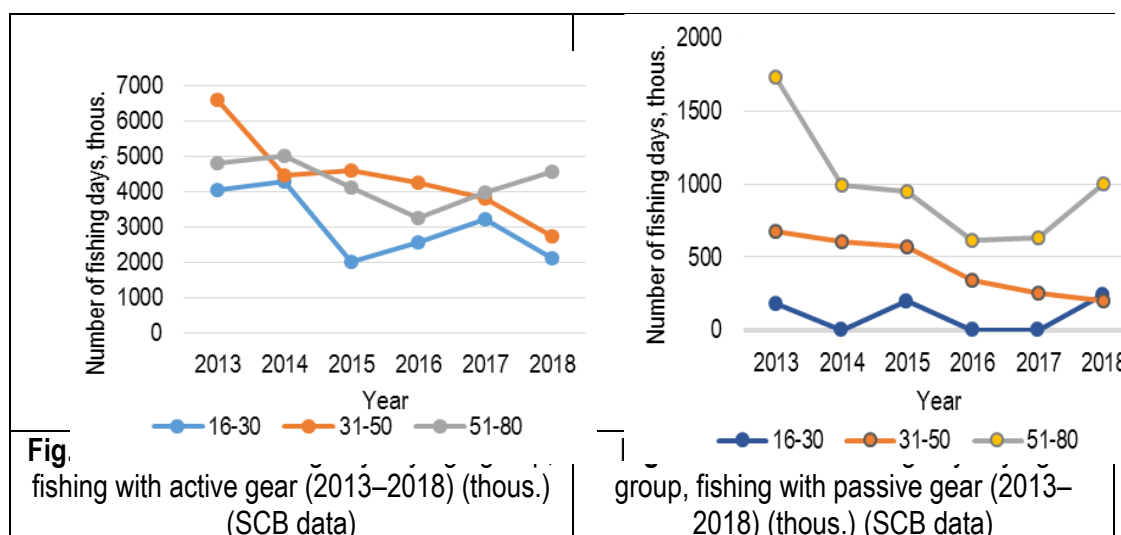 Number of fishing days, thous.
7000
6000
5000
4000
3000
2000
1000
0
2013 2014 2015 2016 2017 2018
Year
16-30 31-50 51-80
Fig.
fishing with active gear (2013–2018) (thous.)
(SCB data)
Number of fishing days, thous.
2000
1500
1000
500
0
2013 2014 2015 2016 2017 2018
Year
16-30 31-50 51-80
group, fishing with passive gear (2013–
2018) (thous.) (SCB data)